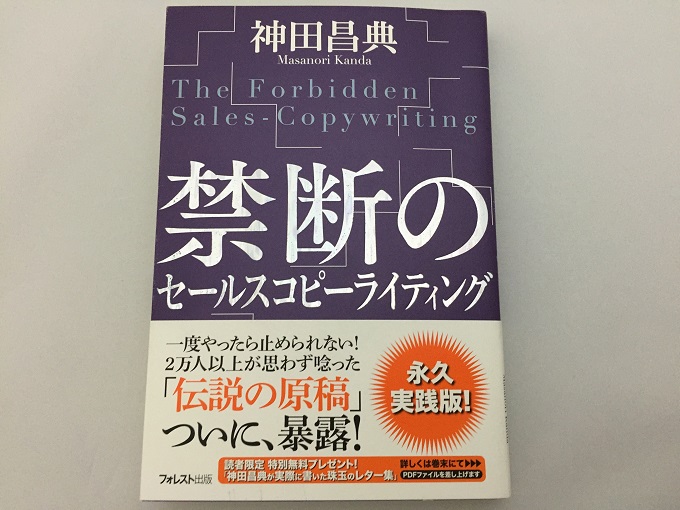 神田昌典
Masanori Kanda
The Forbidden
Sales-Copywriting
禁断の
セールスコピーライティング
一度やったら止められない!
2万人以上が思わず唸った
「伝説の原稿」
ついに、暴露!
永久
実践版!
フォレスト出版
読者限定 特別無料プレゼント!
「神田昌典が実際に書いた珠玉のレター集」
詳しくは巻末にて▶▶▶
PDFファイルを差し上げます